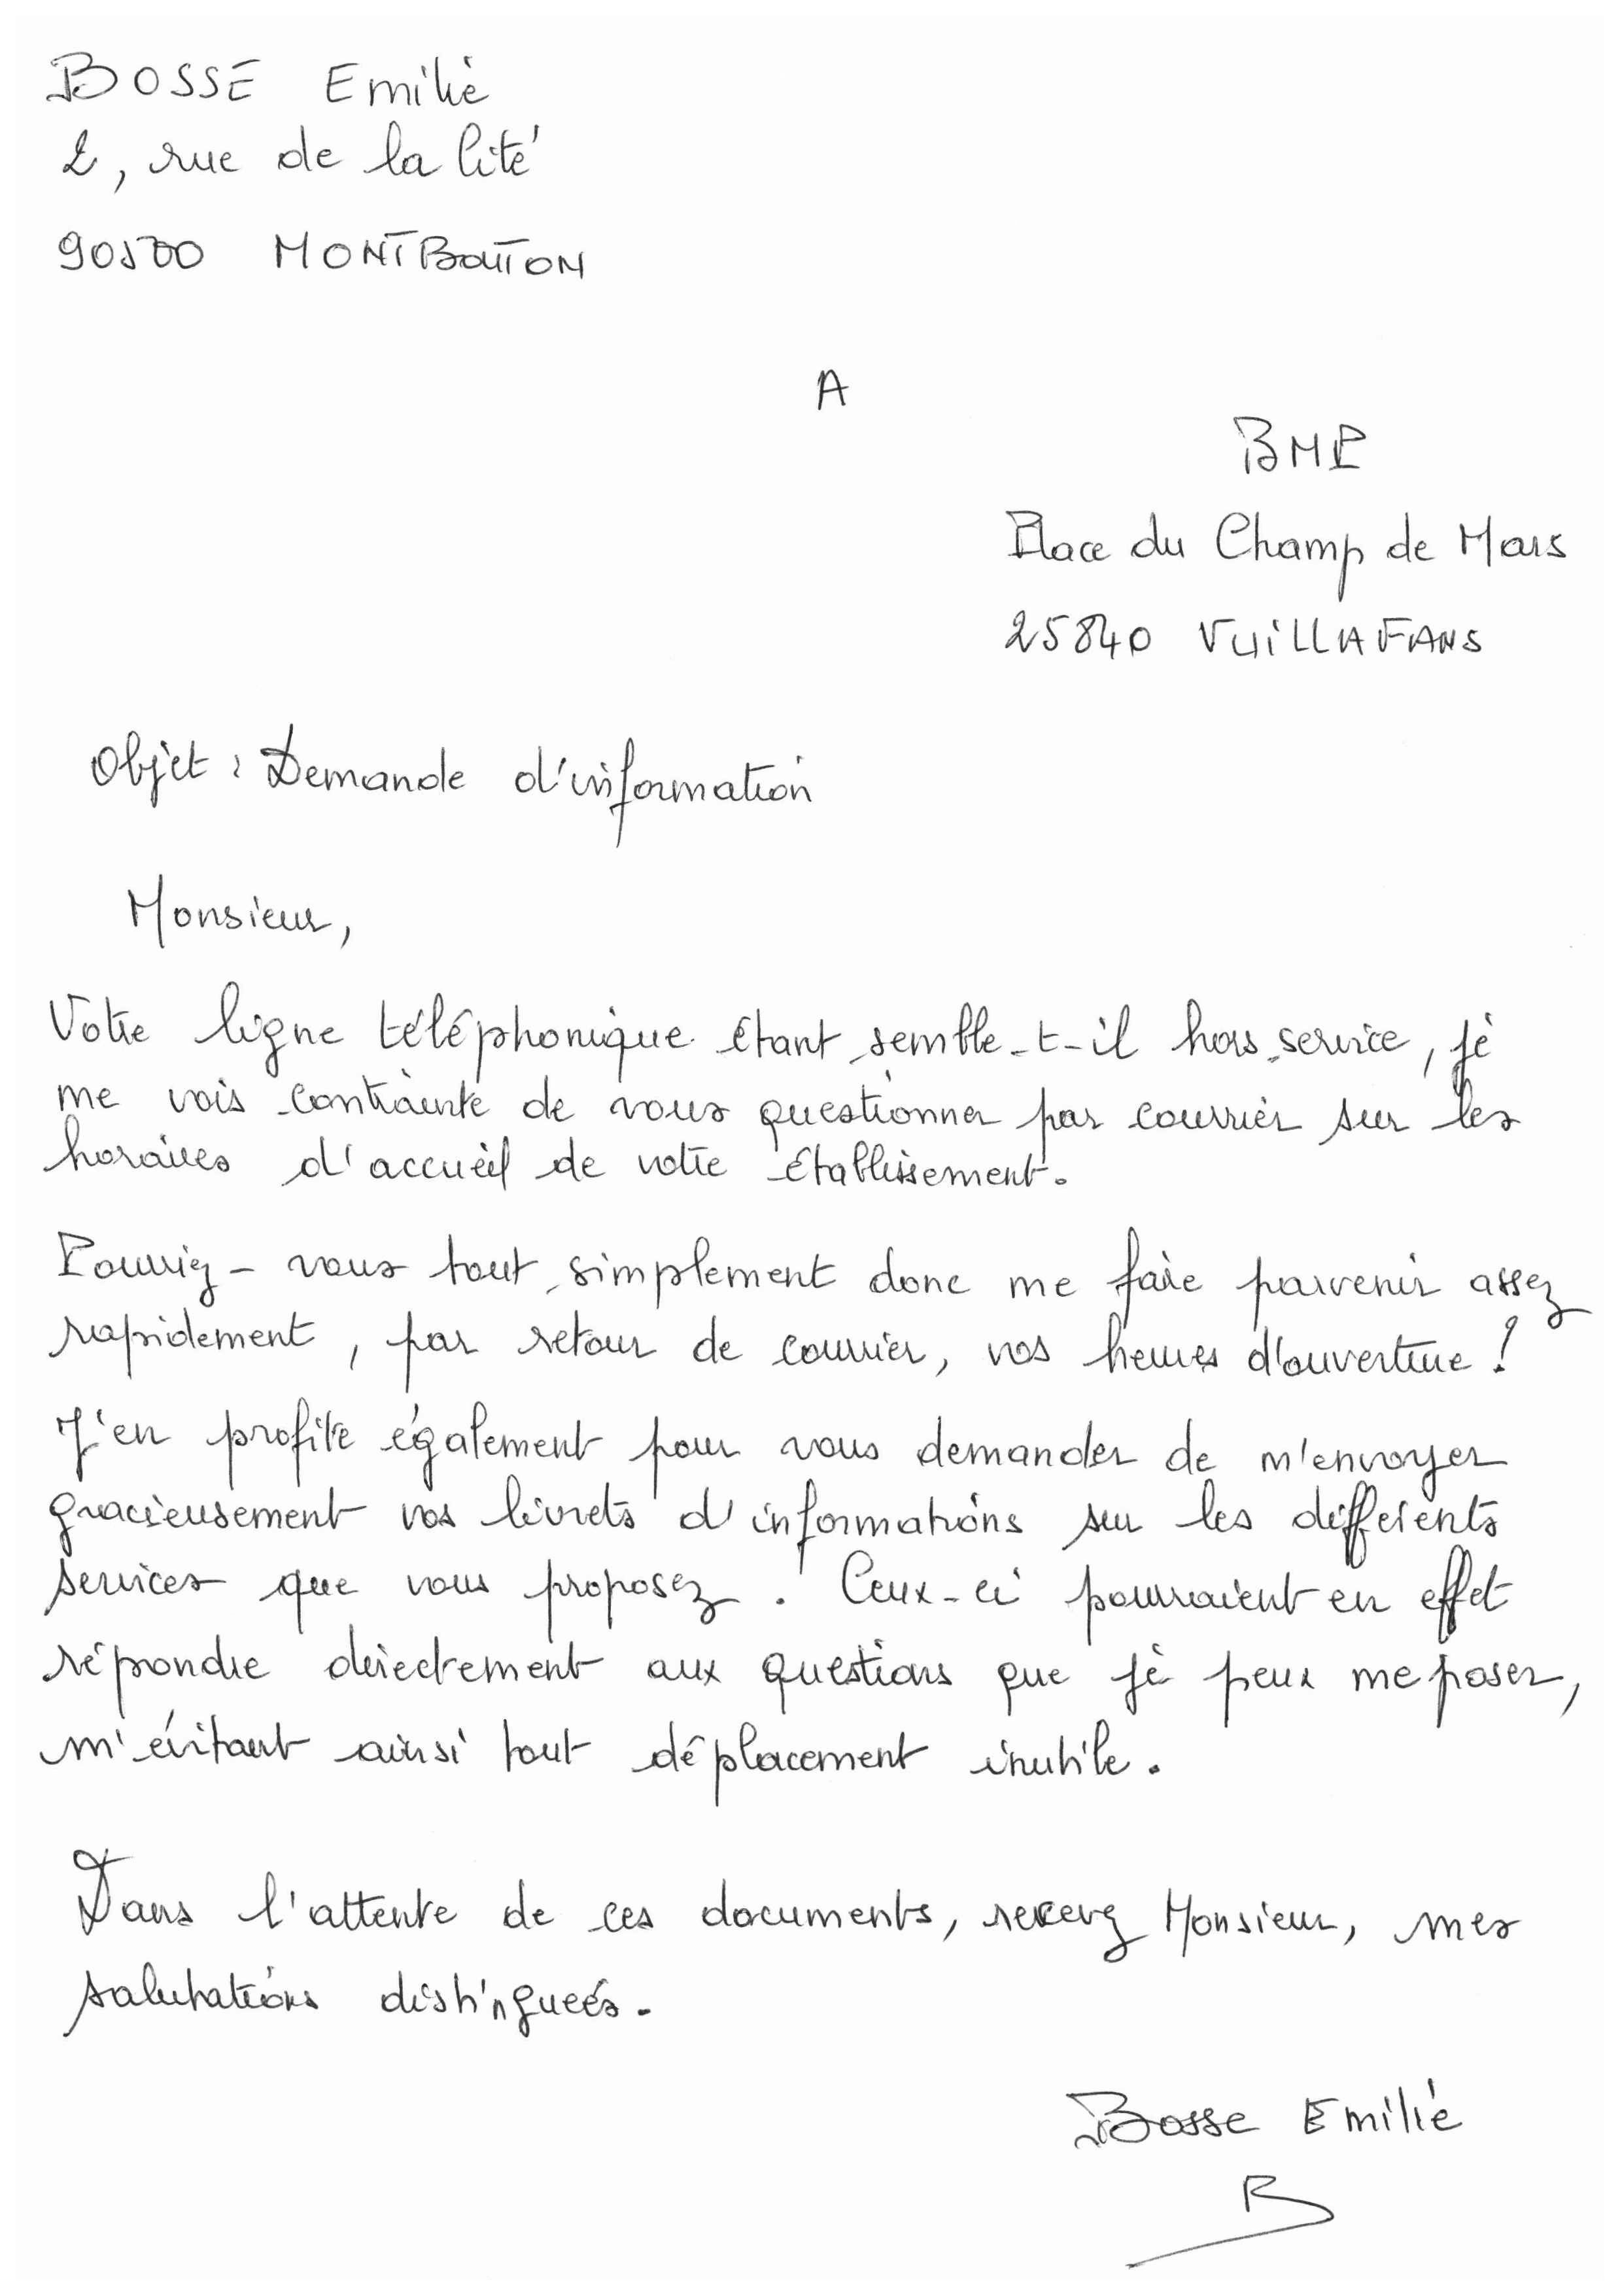 BOSSE Emilie
2, rue de la Cité
90500 MONTBOUTON
A
BMP
Place du Champ de Mars
25840 VUILLAFANS
Objet : Demande d'information
Monsieur,
Votre ligne téléphonique étant semble-t-il hors service, je
me vois contrainte de vous questionner par courrier sur les
horaires d'accueil de votre établissement.
Pourriez-vous tout simplement donc me faire parvenir assez
rapidement, par retour de courrier, vos heures d'ouverture !
J'en profite également pour vous demander de m'envoyer
gracieusement vos livrets d'informations sur les différents
services que vous proposez. Ceux-ci pourraient en effet
répondre directement aux questions que je peux me poser,
m'évitant ainsi tout déplacement inutile.
Dans l'attente de ces documents, recevez Monsieur, mes
salutations distinguées.
Bosse Emilie
B